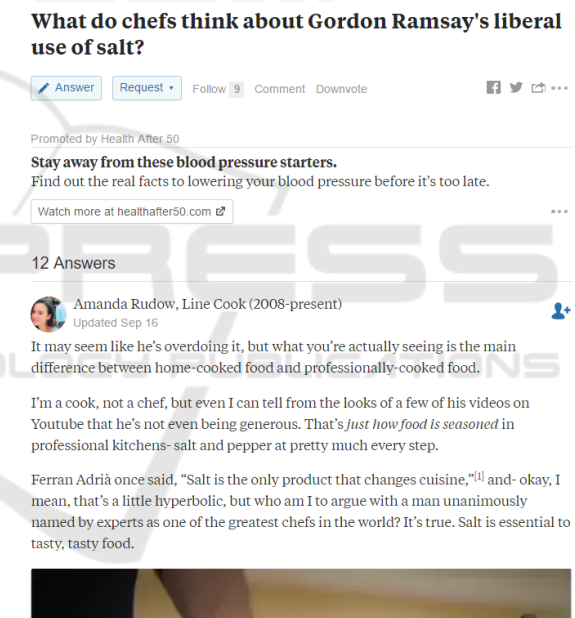 What do chefs think about Gordon Ramsay's liberal
use of salt?
Answer Request Follow 9 Comment Downvote
Promoted by Health After 50
Stay away from these blood pressure starters.
Find out the real facts to lowering your blood pressure before it's too late.
Watch more at healthafter50.com
12 Answers
Amanda Rudow, Line Cook (2008-present)
Updated Sep 16
It may seem like he's overdoing it, but what you're actually seeing is the main
difference between home-cooked food and professionally-cooked food.
I'm a cook, not a chef, but even I can tell from the looks of a few of his videos on
Youtube that he's not even being generous. That's just how food is seasoned in
professional kitchens- salt and pepper at pretty much every step.
Ferran Adrià once said, “Salt is the only product that changes cuisine,”[1] and- okay, I
mean, that's a little hyperbolic, but who am I to argue with a man unanimously
named by experts as one of the greatest chefs in the world? It's true. Salt is essential to
tasty, tasty food.
PRESS
OLOGY PUBLICATIONS